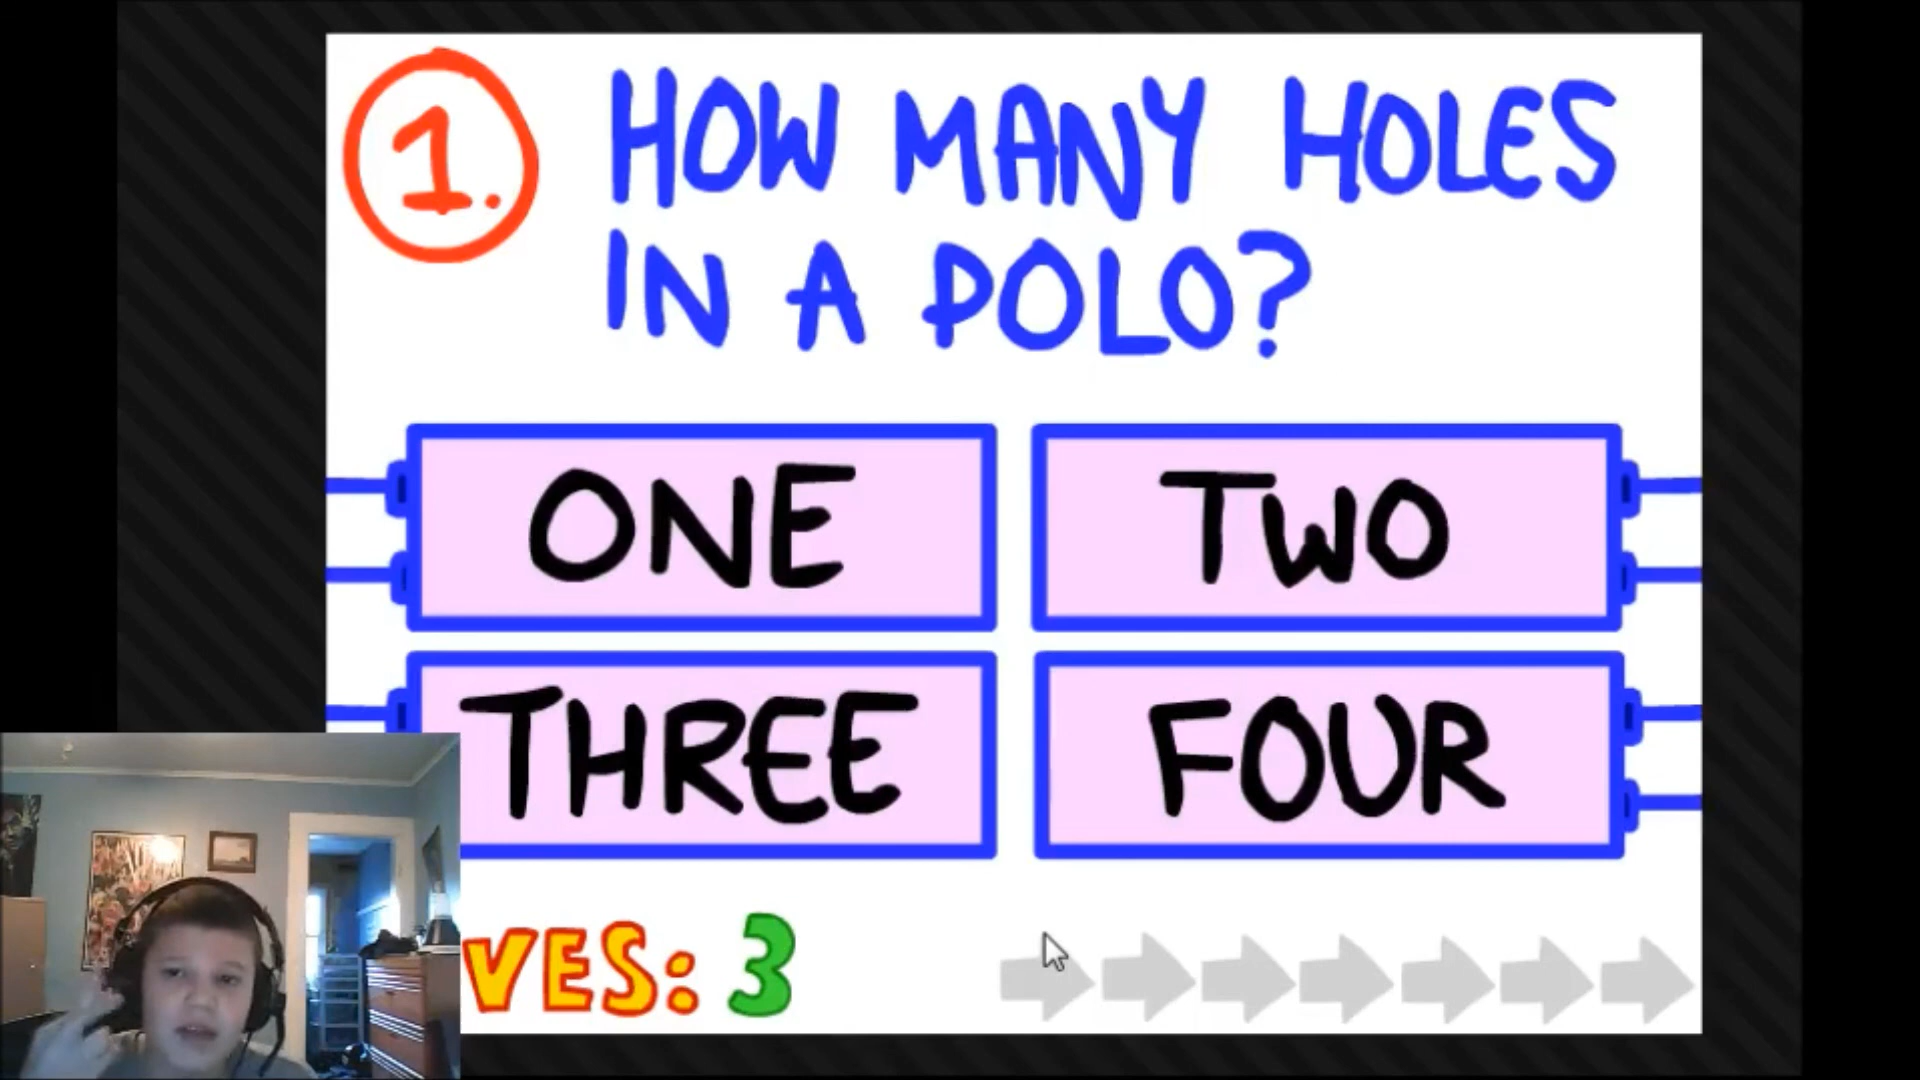 1. HOW MANY HOLES
IN A POLO?
ONE TWO
THREE FOUR
VES: 3